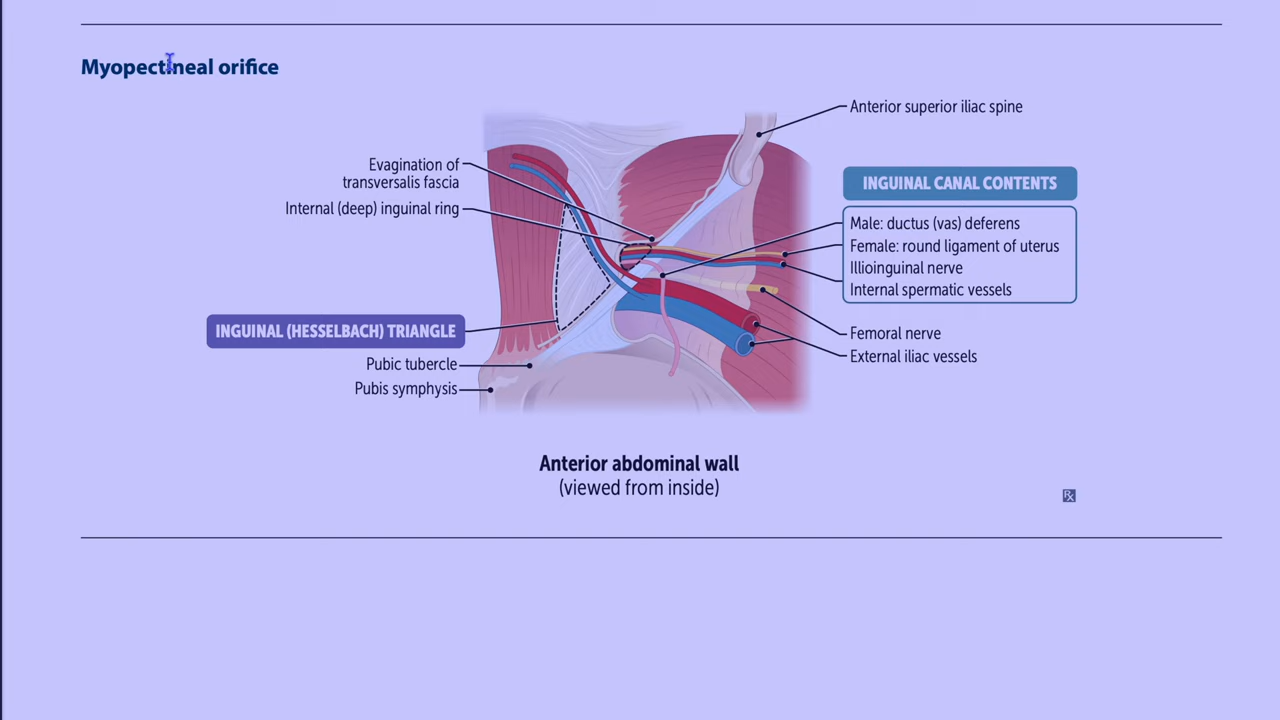 Myopectineal orifice
Anterior superior iliac spine
Evagination of
transversalis fascia
Internal (deep) inguinal ring
INGUINAL CANAL CONTENTS
Male: ductus (vas) deferens
Female: round ligament of uterus
Illioinguinal nerve
Internal spermatic vessels
INGUINAL (HESSELBACH) TRIANGLE
Femoral nerve
External iliac vessels
Pubic tubercle
Pubis symphysis
Anterior abdominal wall
(viewed from inside)
Rx